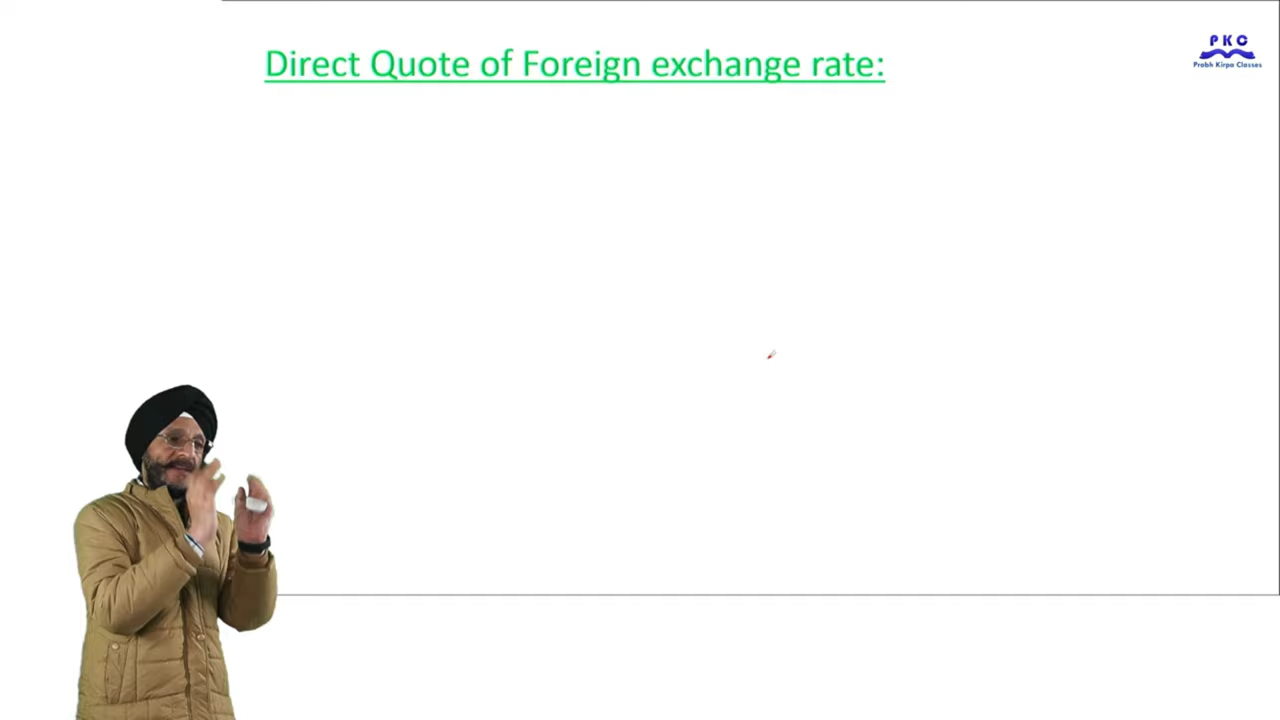 Direct Quote of Foreign exchange rate:
PKC
Prabh Kirpa Classes